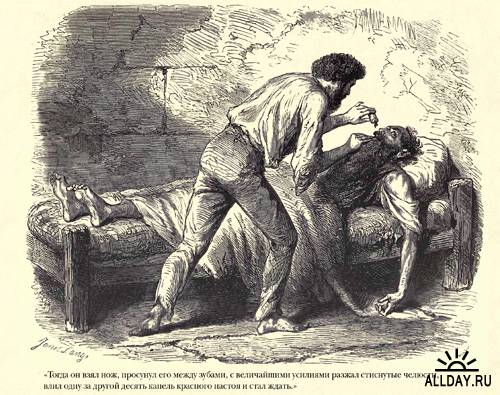 «Тогда он взял нож, просунул его между зубами, с величайшими усилиями разжал стиснутые челюсти
влил одну за другой десять капель красного настоя и стал ждать.»
ALLDAY.RU